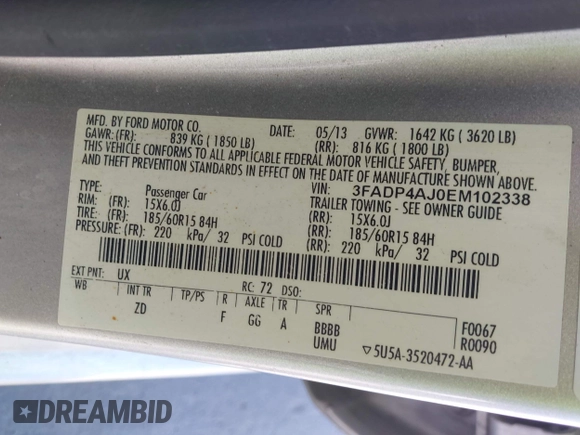 MFD. BY FORD MOTOR CO.
DATE: 05/13 GVWR: 1642 KG ( 3620 LB)
GAWR:(FR): 839 KG ( 1850 LB) (RR): 816 KG ( 1800 LB)
THIS VEHICLE CONFORMS TO ALL APPLICABLE FEDERAL MOTOR VEHICLE SAFETY, BUMPER,
AND THEFT PREVENTION STANDARDS IN EFFECT ON THE DATE OF MANUFACTURE SHOWN ABOVE.
VIN: 3FADP4AJ0EM102338
TYPE: Passenger Car TRAILER TOWING - SEE OWNER GUIDE
RIM: 15X6.0J 15X6.0J
TIRE: 185/60R15 84H 185/60R15 84H
PRESSURE: (FR) 220 kPa/ 32 PSI COLD (RR) 220 kPa/ 32 PSI COLD
EXT PNT: UX RC: 72 DSO:
WB INT TR TP/PS R AXLE TR SPR
ZD F GG A BBBB F0067
UMU R0090
▽5U5A-3520472-AA
DREAMBID